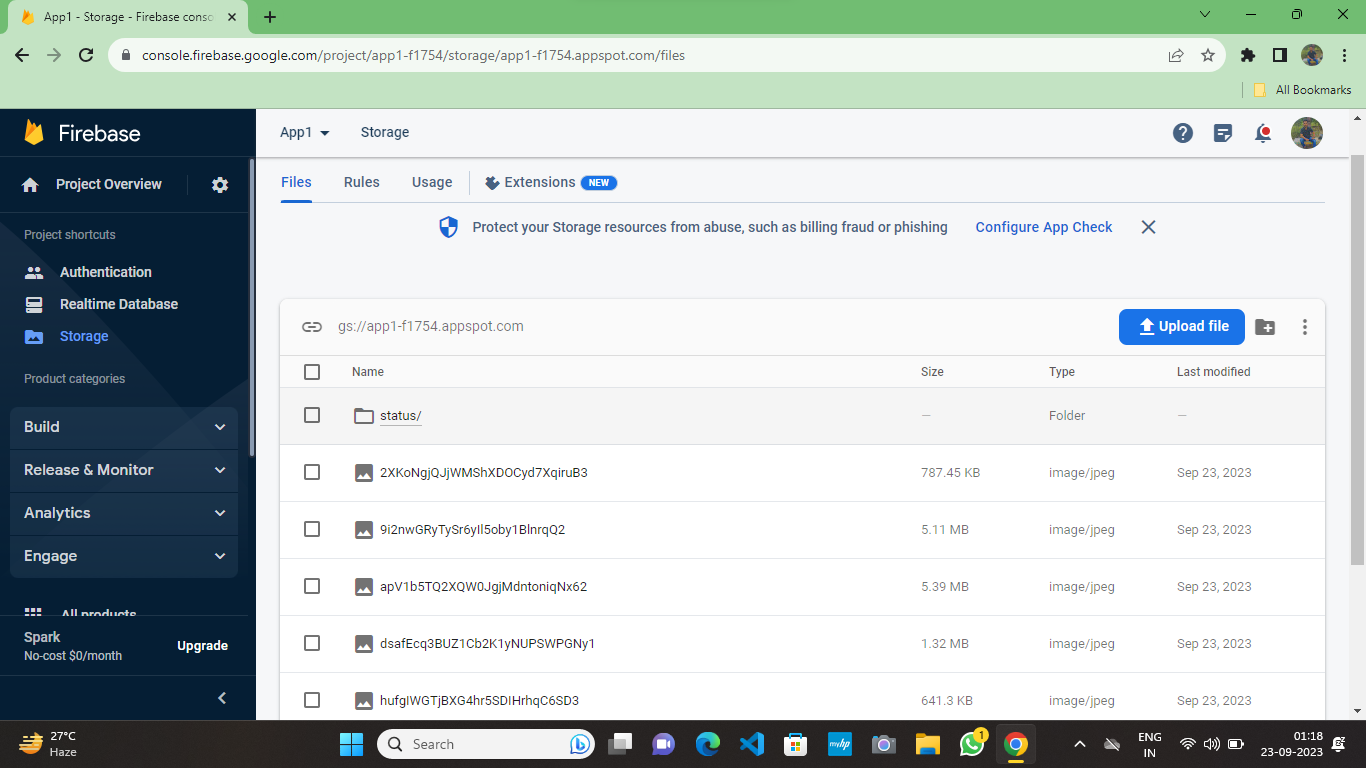 App1 - Storage - Firebase conso
console.firebase.google.com/project/app1-f1754/storage/app1-f1754.appspot.com/files
All Bookmarks
Firebase
App1
Storage
Project Overview
Files
Rules
Usage
Extensions
NEW
Protect your Storage resources from abuse, such as billing fraud or phishing
Configure App Check
Project shortcuts
Authentication
Realtime Database
Storage
Product categories
Build
Release & Monitor
Analytics
Engage
All products
Spark
No-cost $0/month
Upgrade
gs://app1-f1754.appspot.com
Upload file
Name Size Type Last modified
status/ — Folder —
2XKoNgjQJjWMShXDOCyd7XqiruB3 787.45 KB image/jpeg Sep 23, 2023
9i2nwGRyTySr6yIl5oby1BlnrqQ2 5.11 MB image/jpeg Sep 23, 2023
apV1b5TQ2XQW0JgjMdntoniqNx62 5.39 MB image/jpeg Sep 23, 2023
dsafEcq3BUZ1Cb2K1yNUPSWPGNy1 1.32 MB image/jpeg Sep 23, 2023
hufgIWGTjBXG4hr5SDIHrhqC6SD3 641.3 KB image/jpeg Sep 23, 2023
27°C
Haze
Search
myhp
1
ENG
IN
01:18
23-09-2023